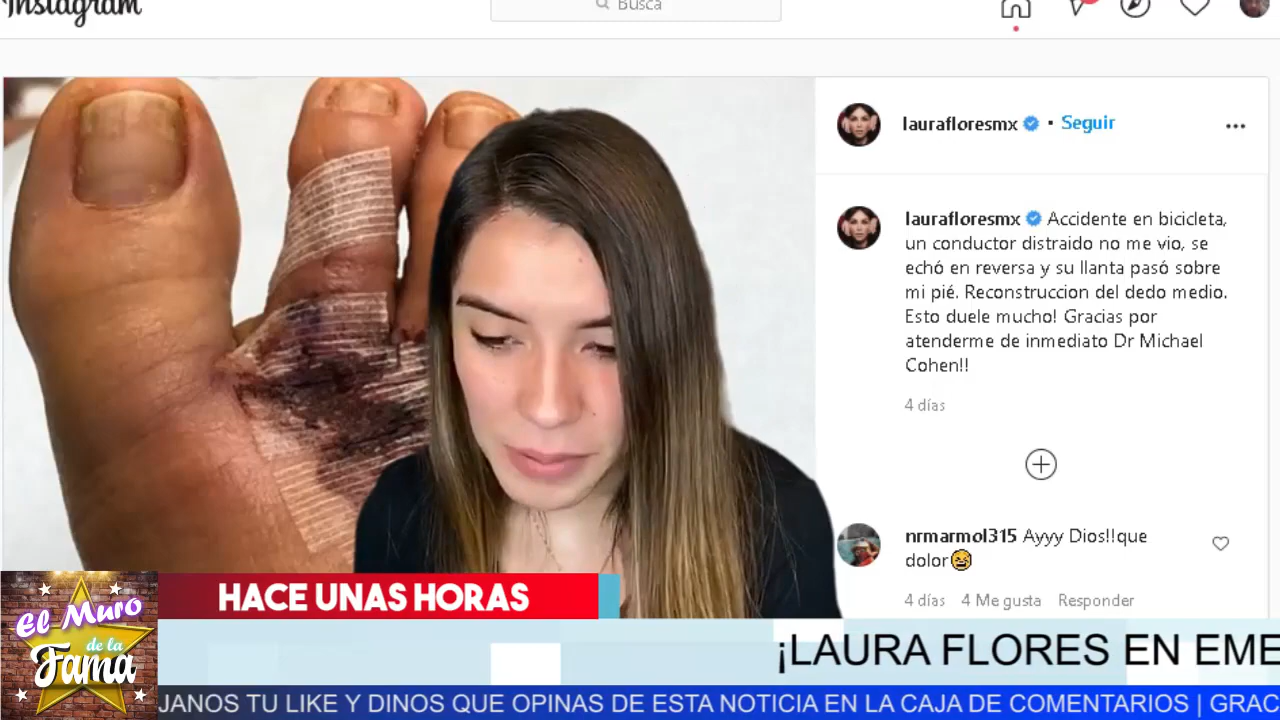 Instagram
Busca
laurafloresmx • Seguir
laurafloresmx Accidente en bicicleta,
un conductor distraido no me vio, se
echó en reversa y su llanta pasó sobre
mi pié. Reconstruccion del dedo medio.
Esto duele mucho! Gracias por
atenderme de inmediato Dr Michael
Cohen!!
4 días
nrmarmol315 Ayyy Dios!!que
dolor
4 días 4 Me gusta Responder
HACE UNAS HORAS
El Muro
de la
Fama
¡LAURA FLORES EN EME
JANOS TU LIKE Y DINOS QUE OPINAS DE ESTA NOTICIA EN LA CAJA DE COMENTARIOS | GRAC